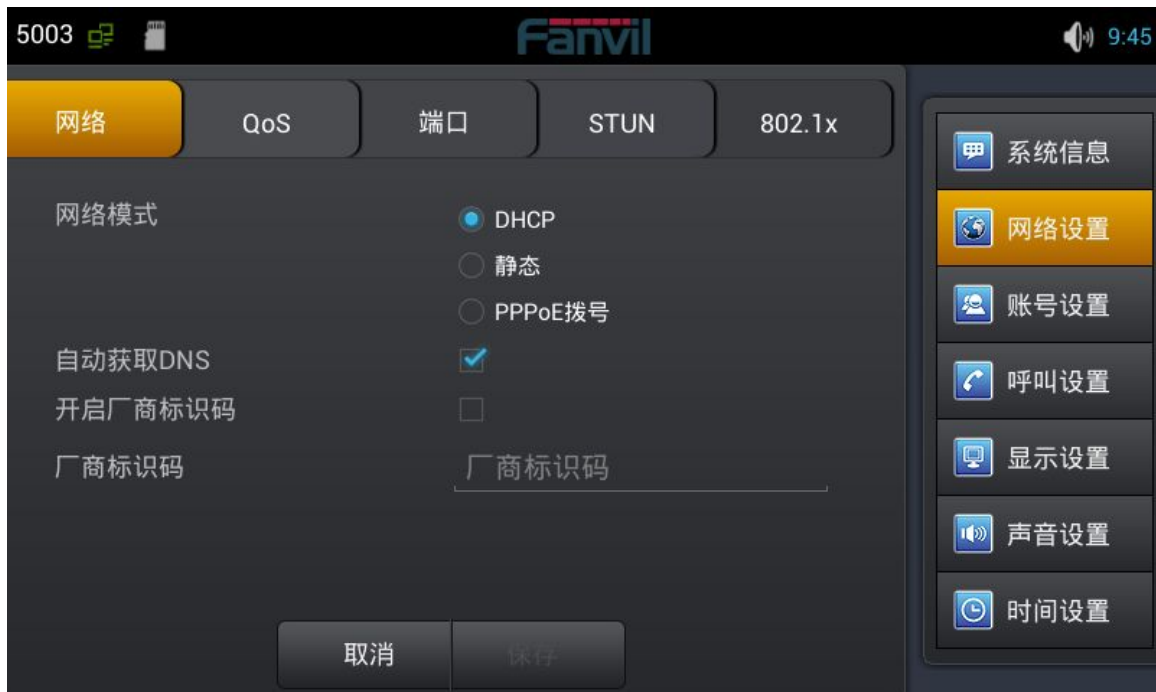 5003 Fanvil 9:45
网络 QoS 端口 STUN 802.1x
网络模式
DHCP
静态
PPPoE拨号
自动获取DNS
开启厂商标识码
厂商标识码 厂商标识码
取消 保存
系统信息
网络设置
账号设置
呼叫设置
显示设置
声音设置
时间设置